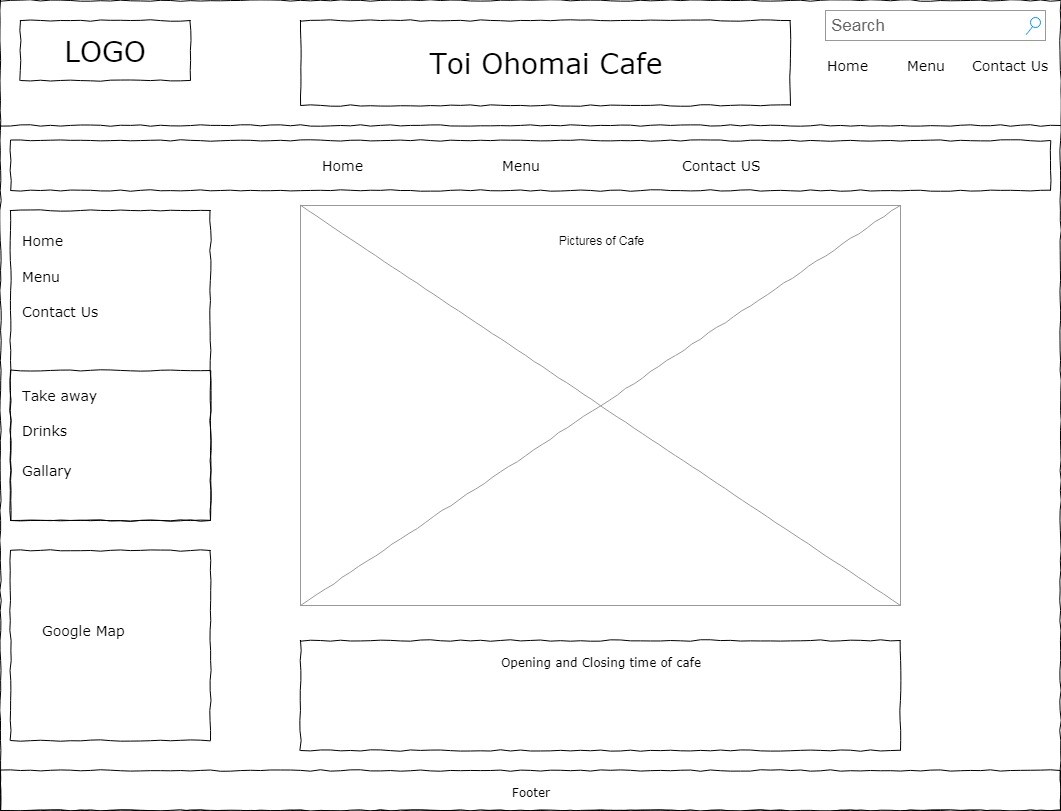 LOGO
Toi Ohomai Cafe
Search
Home Menu Contact Us
Home Menu Contact US
Home
Menu
Contact Us
Take away
Drinks
Gallary
Google Map
Pictures of Cafe
Opening and Closing time of cafe
Footer